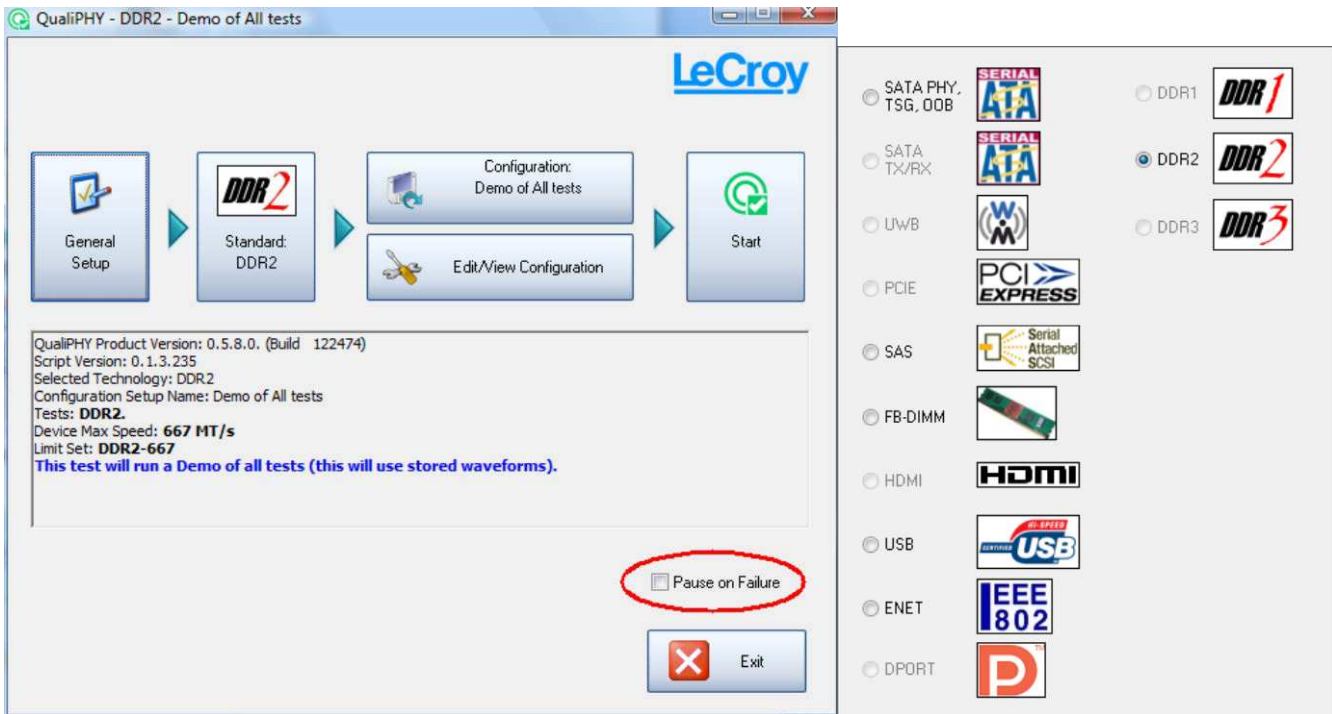 QualiPHY - DDR2 - Demo of All tests
LeCroy
General
Setup
DDR2
Standard:
DDR2
Configuration:
Demo of All tests
Edit/View Configuration
Start
QualiPHY Product Version: 0.5.8.0. (Build 122474)
Script Version: 0.1.3.235
Selected Technology: DDR2
Configuration Setup Name: Demo of All tests
Tests: DDR2.
Device Max Speed: 667 MT/s
Limit Set: DDR2-667
This test will run a Demo of all tests (this will use stored waveforms).
Pause on Failure
Exit
SATA PHY,
TSG, OOB
SERIAL
ATA
SATA
TX/RX
SERIAL
ATA
UWB
WM
PCIE
PCI
EXPRESS
SAS
Serial
Attached
SCSI
FB-DIMM
HDMI
HDMI
USB
HI-SPEED
CERTIFIED
USB
ENET
IEEE
802
DPORT
DDR1
DDR1
DDR2
DDR2
DDR3
DDR3